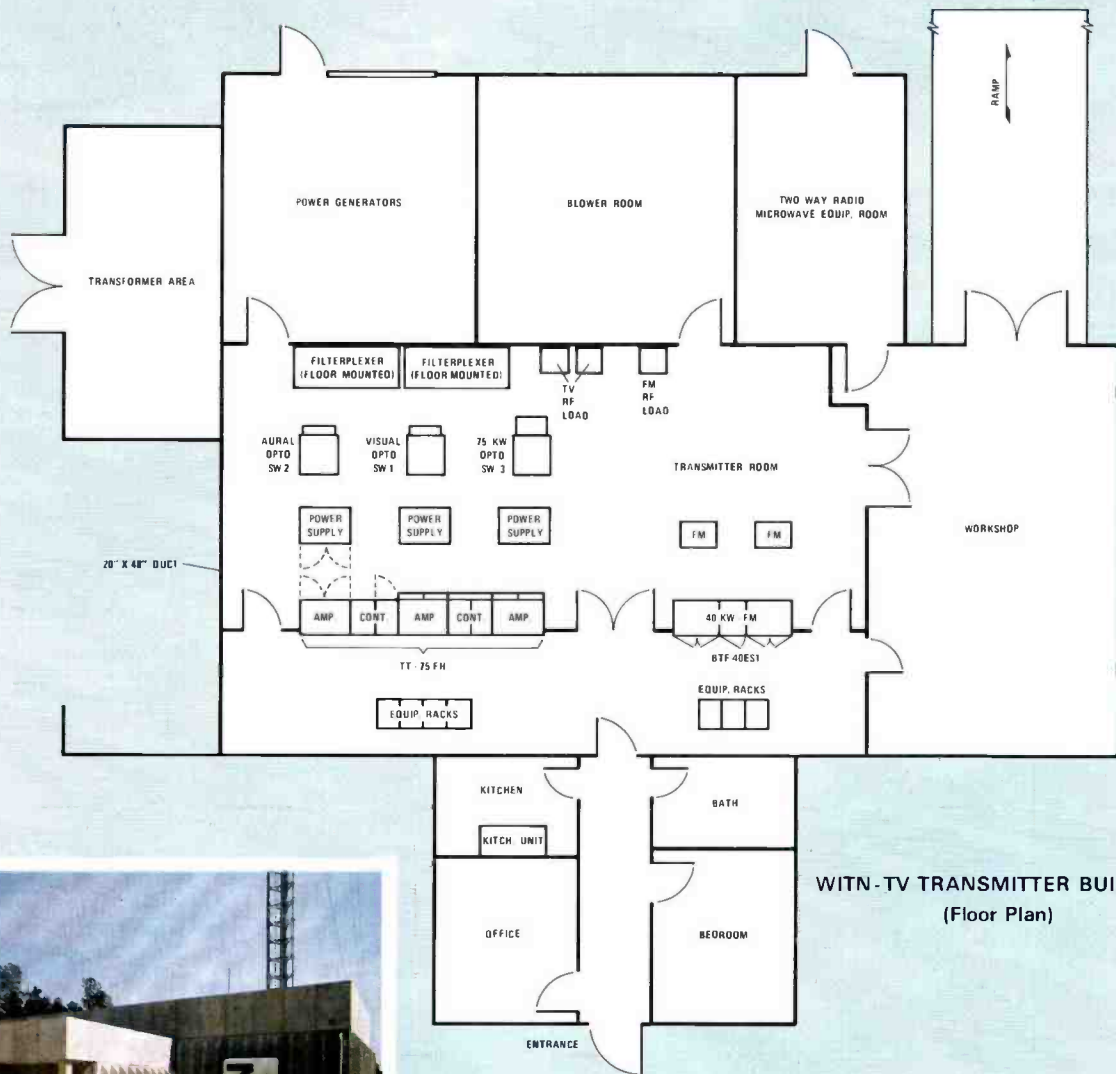 RAMP
POWER GENERATORS
BLOWER ROOM
TWO WAY RADIO
MICROWAVE EQUIP. ROOM
TRANSFORMER AREA
FILTERPLEXER
(FLOOR MOUNTED)
FILTERPLEXER
(FLOOR MOUNTED)
TV
RF
LOAD
FM
RF
LOAD
AURAL
OPTO
SW 2
VISUAL
OPTO
SW 1
75 KW
OPTO
SW 3
TRANSMITTER ROOM
WORKSHOP
POWER
SUPPLY
POWER
SUPPLY
POWER
SUPPLY
FM
FM
20" X 48" DUCT
AMP
CONT.
AMP
CONT.
AMP
40 KW FM
TT - 75 FH
BTF 40ES1
EQUIP. RACKS
EQUIP. RACKS
KITCHEN
KITCH. UNIT
BATH
OFFICE
BEDROOM
WITN-TV TRANSMITTER BUI
(Floor Plan)
ENTRANCE
7